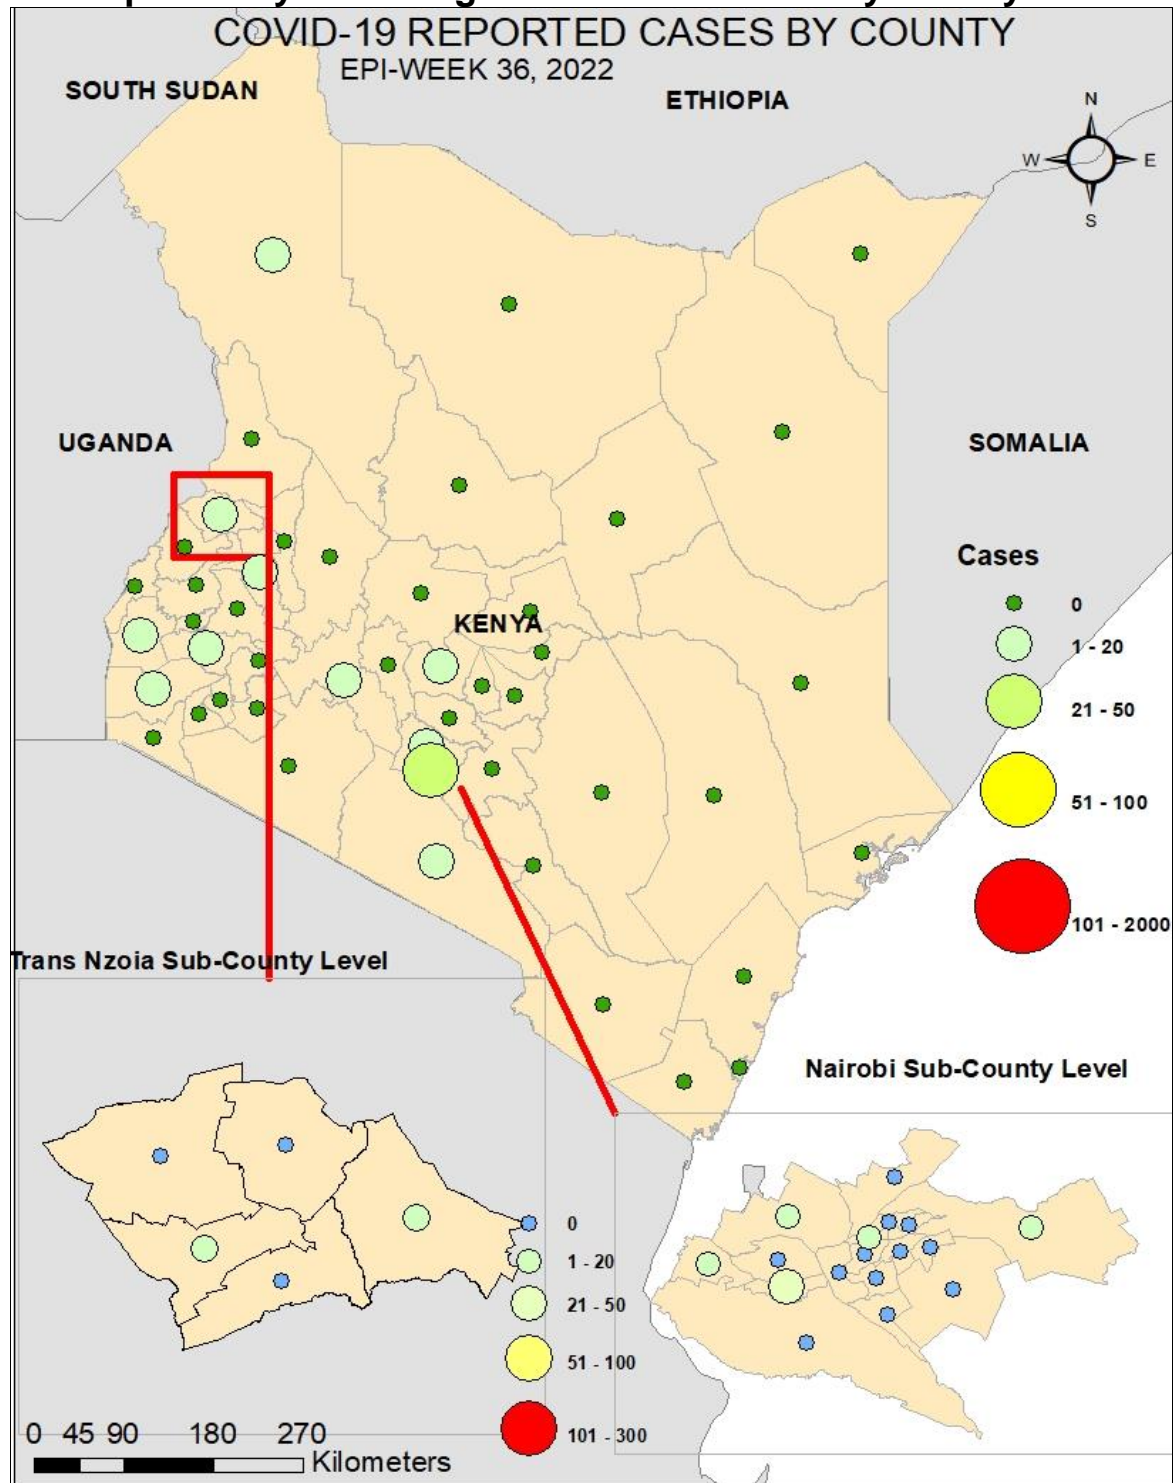 COVID-19 REPORTED CASES BY COUNTY
EPI-WEEK 36, 2022
SOUTH SUDAN
ETHIOPIA
N
W
E
S
UGANDA
SOMALIA
KENYA
Cases
0
1 - 20
21 - 50
51 - 100
101 - 2000
Trans Nzoia Sub-County Level
Nairobi Sub-County Level
0
1 - 20
21 - 50
51 - 100
101 - 300
0 45 90 180 270
Kilometers